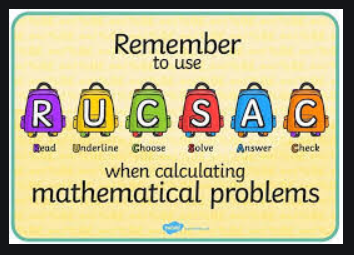 Remember
to use
R U C S A C
Read Underline Choose Solve Answer Check
when calculating
mathematical problems